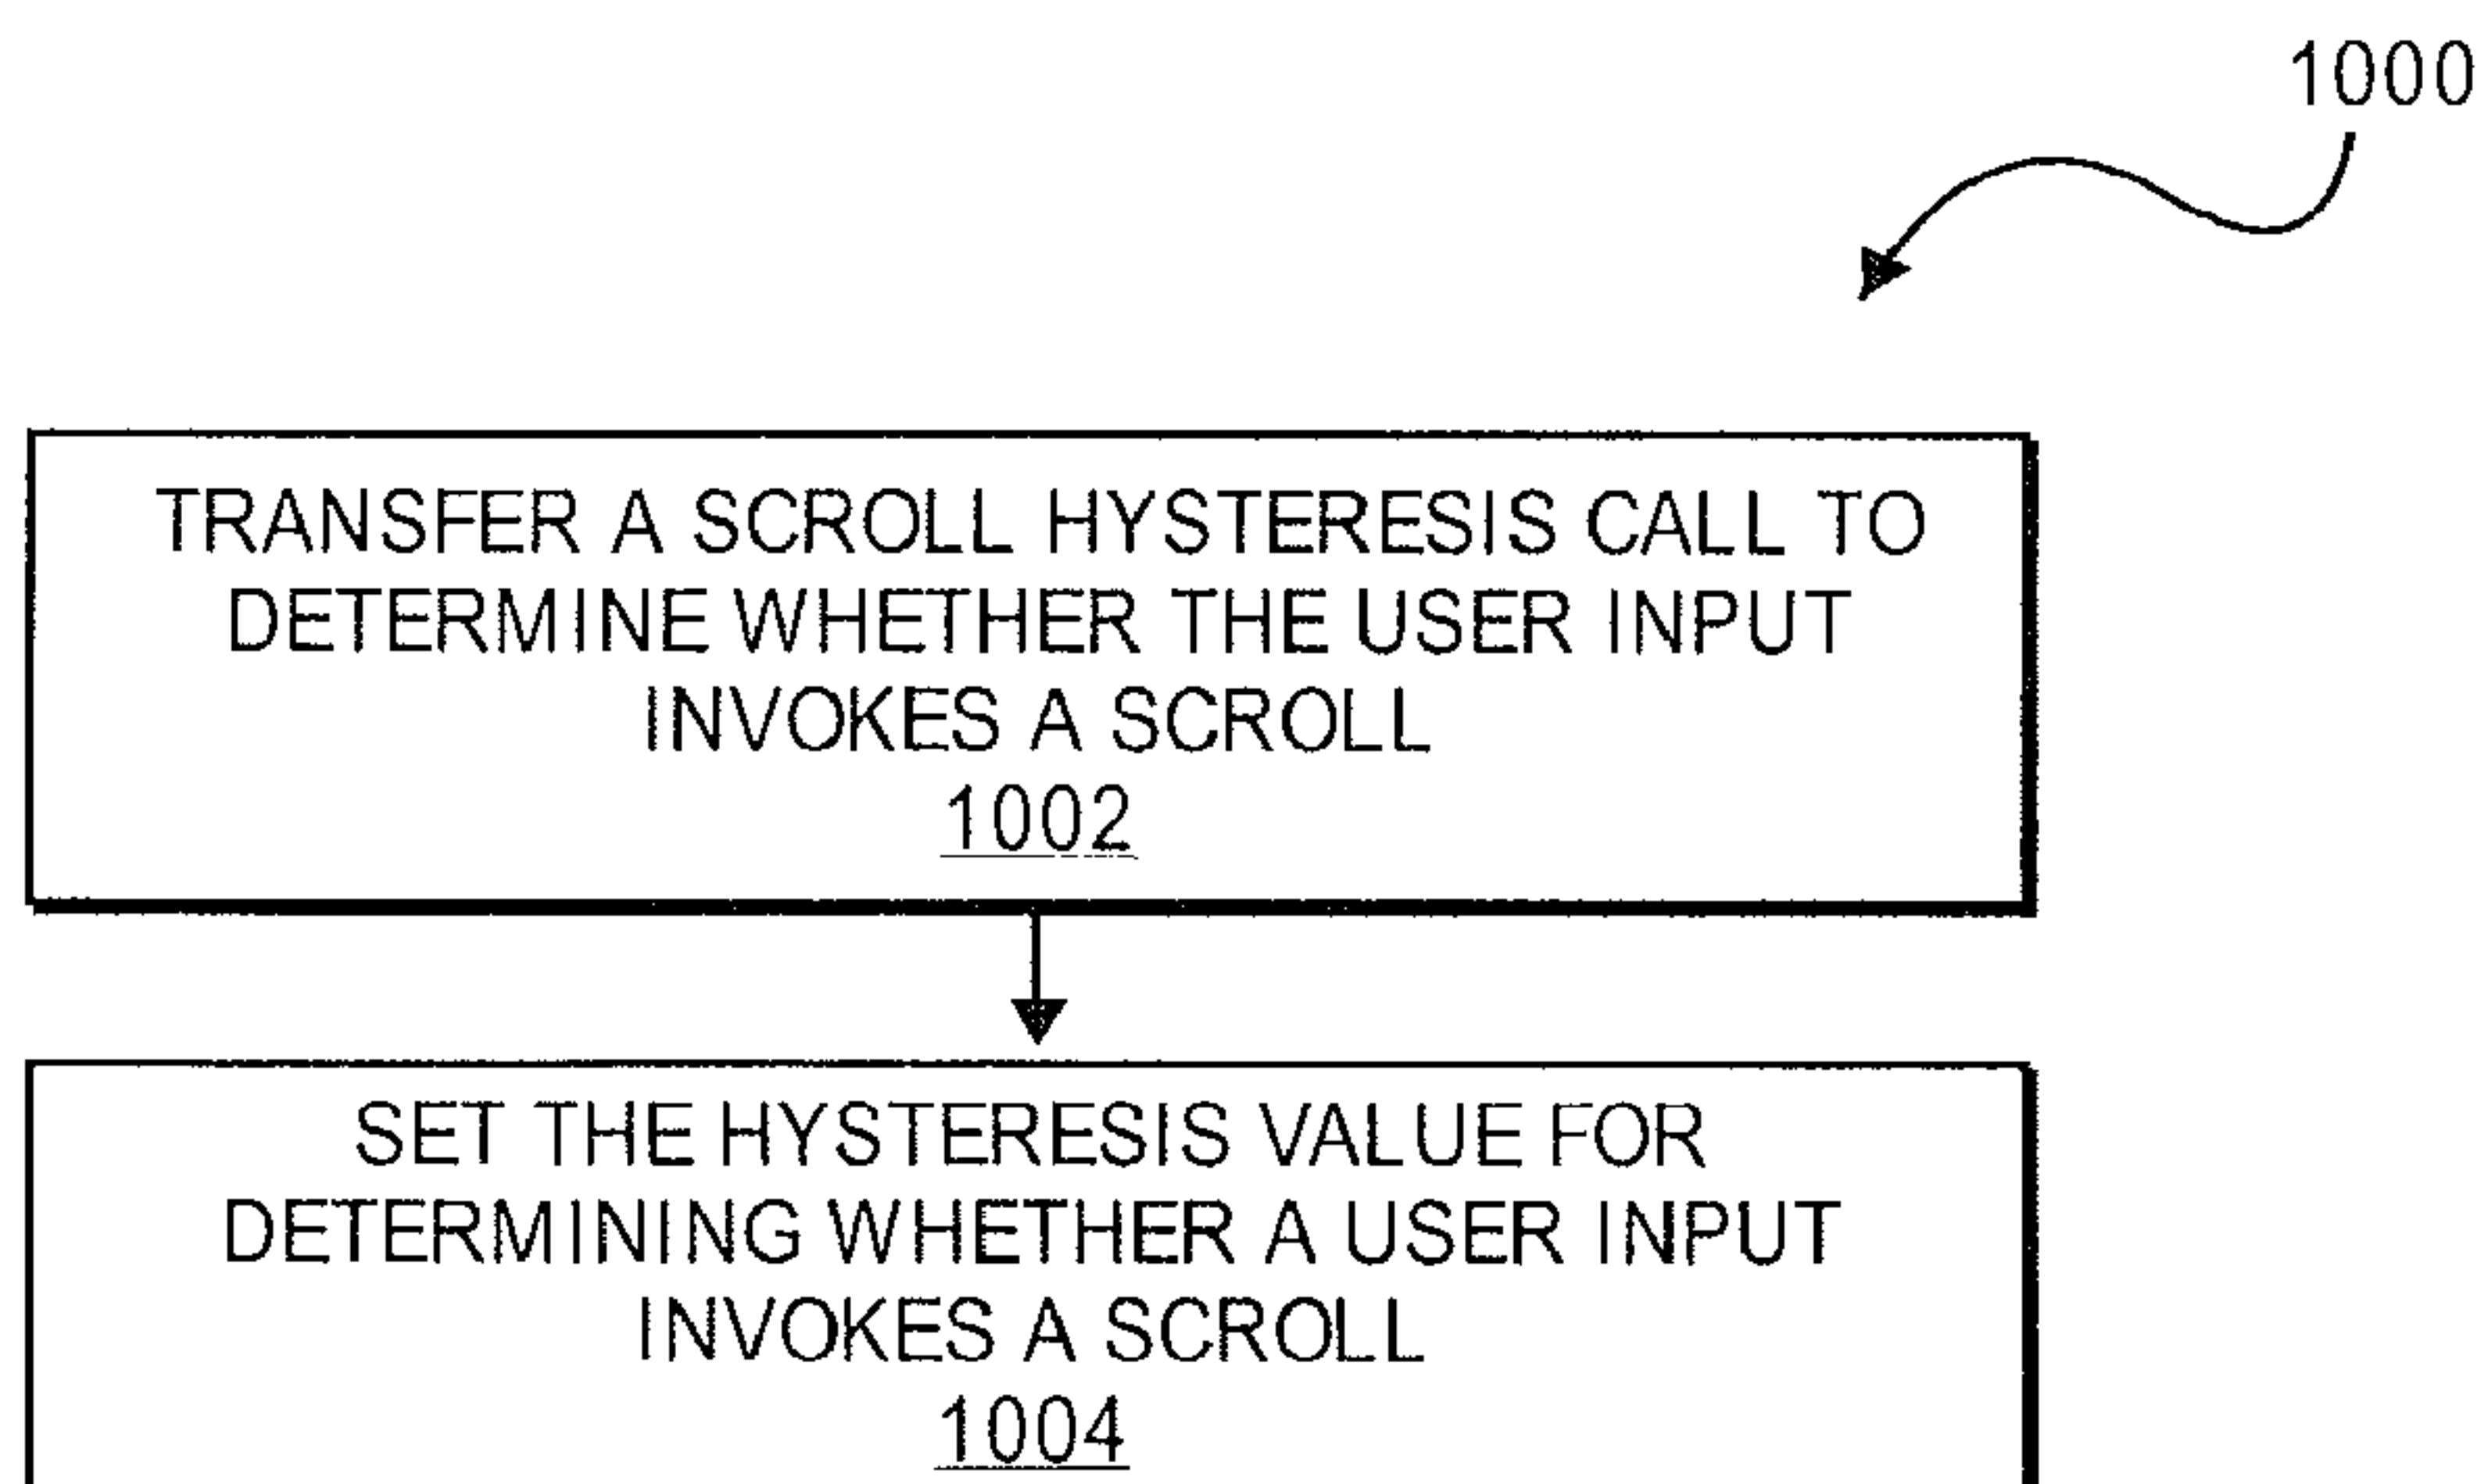 1000
TRANSFER A SCROLL HYSTERESIS CALL TO
DETERMINE WHETHER THE USER INPUT
INVOKES A SCROLL
1002
SET THE HYSTERESIS VALUE FOR
DETERMINING WHETHER A USER INPUT
INVOKES A SCROLL
1004